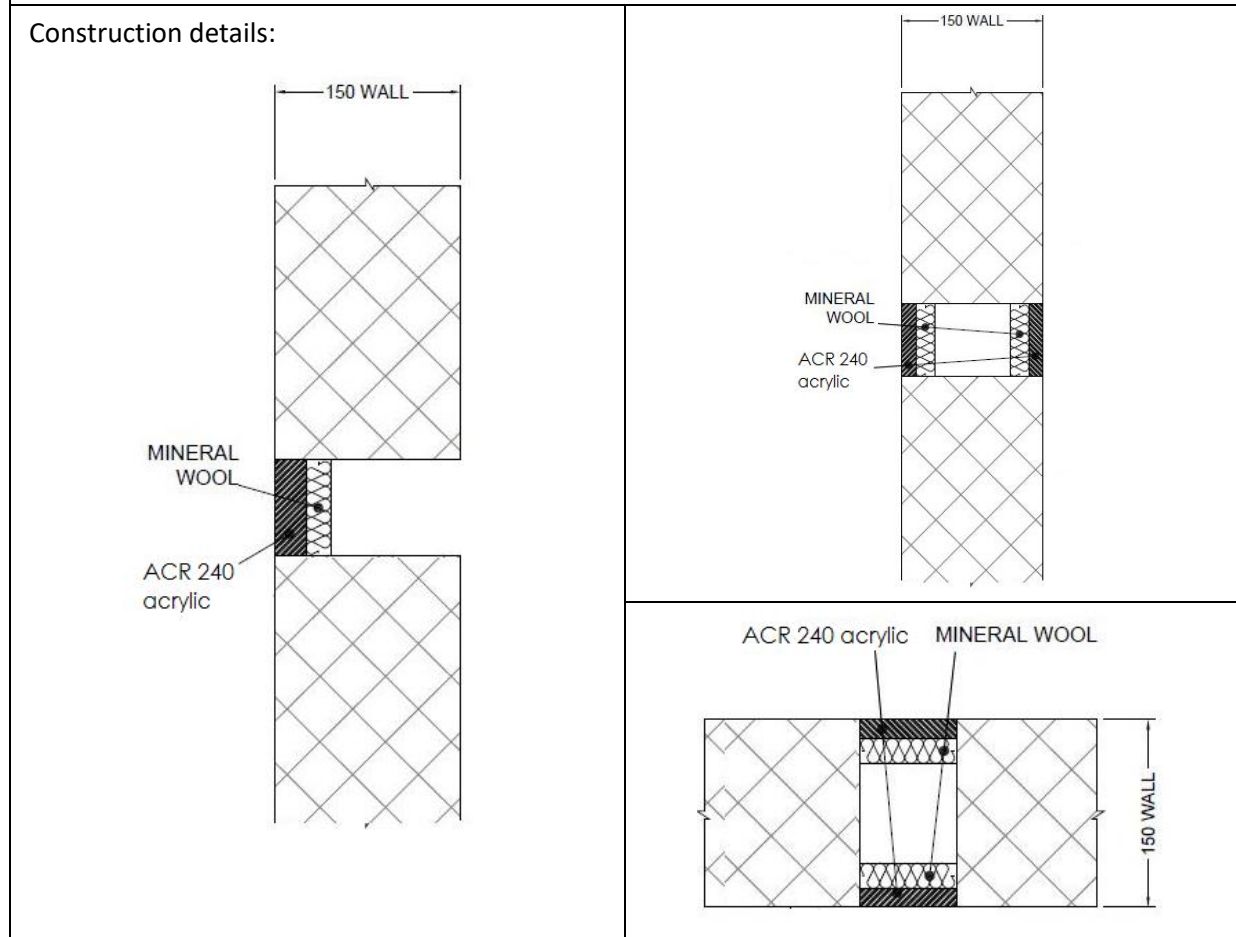 Construction details:
150 WALL
MINERAL
WOOL
ACR 240
acrylic
150 WALL
MINERAL
WOOL
ACR 240
acrylic
ACR 240 acrylic MINERAL WOOL
150 WALL